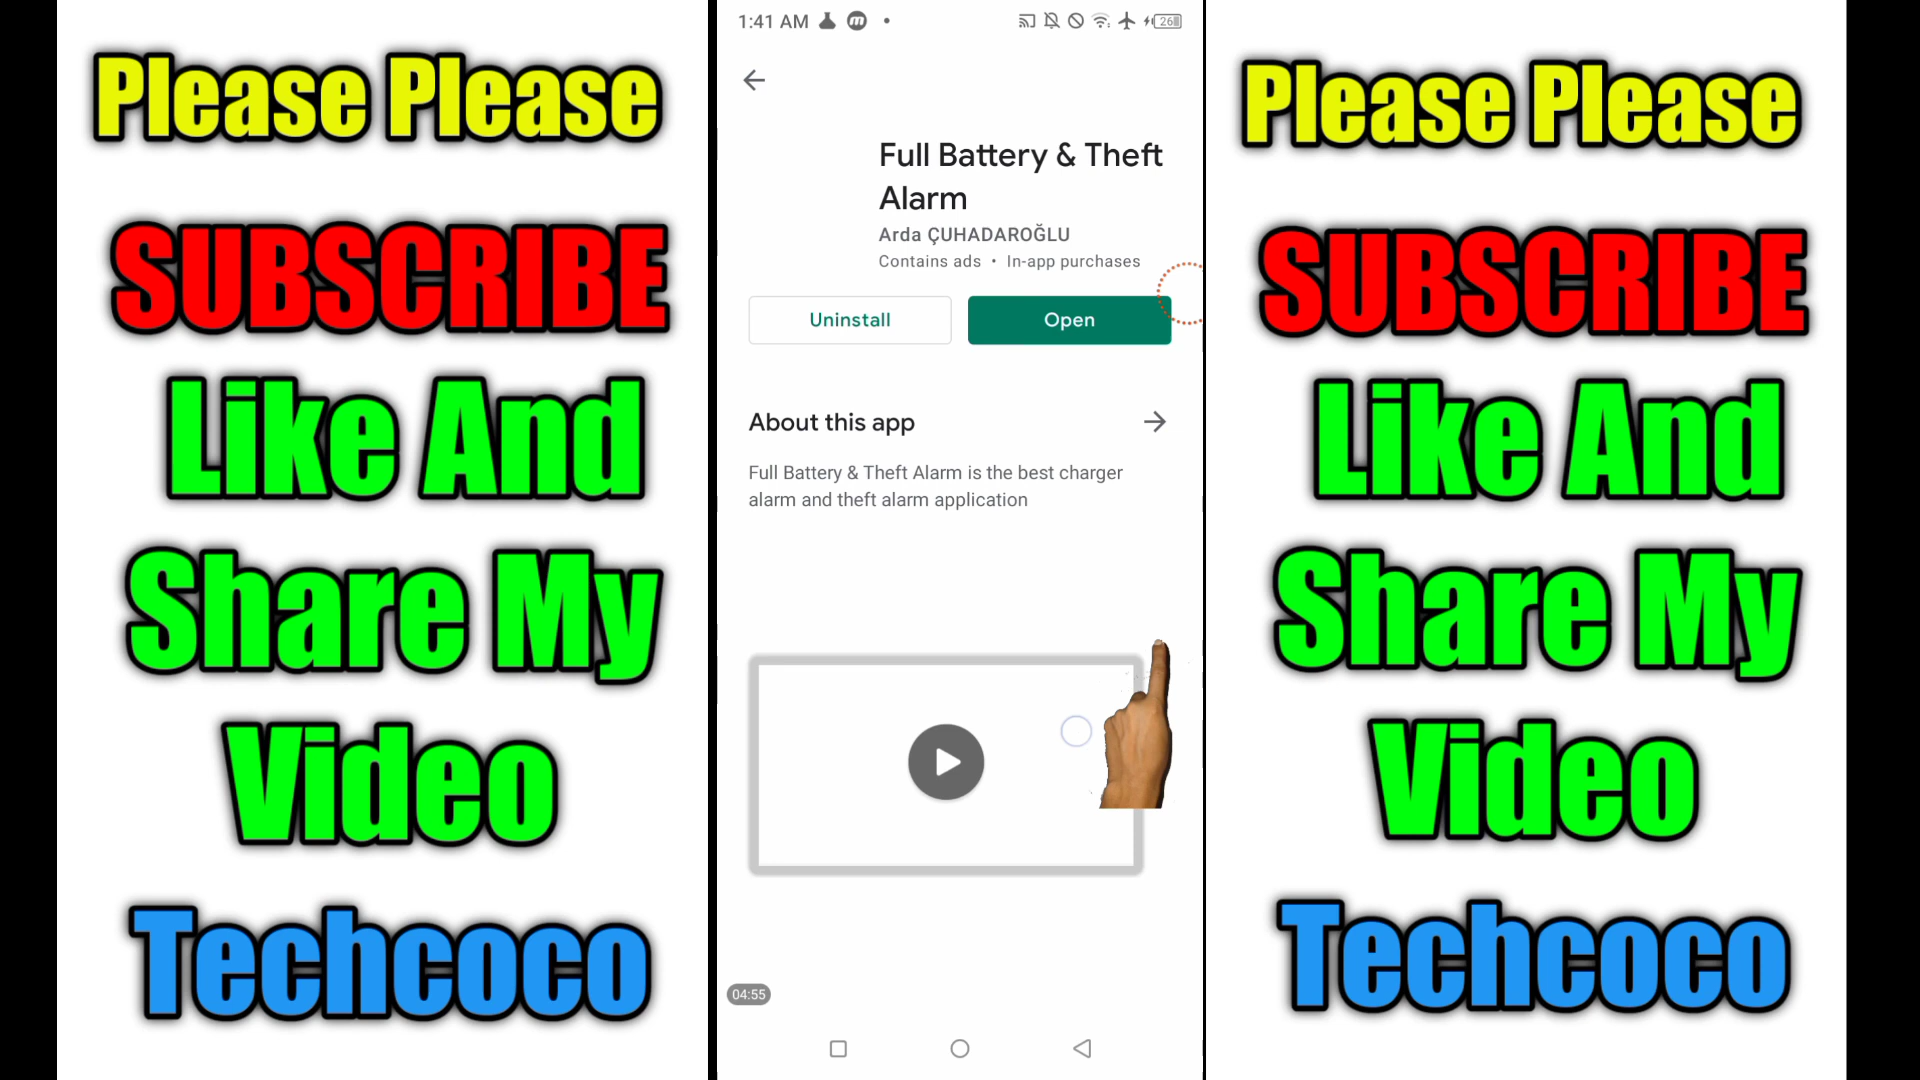 Please Please
SUBSCRIBE
Like And
Share My
Video
Techcoco
1:41 AM
26
Full Battery & Theft
Alarm
Arda ÇUHADAROĞLU
Contains ads • In-app purchases
Uninstall
Open
About this app
Full Battery & Theft Alarm is the best charger
alarm and theft alarm application
04:55
Please Please
SUBSCRIBE
Like And
Share My
Video
Techcoco